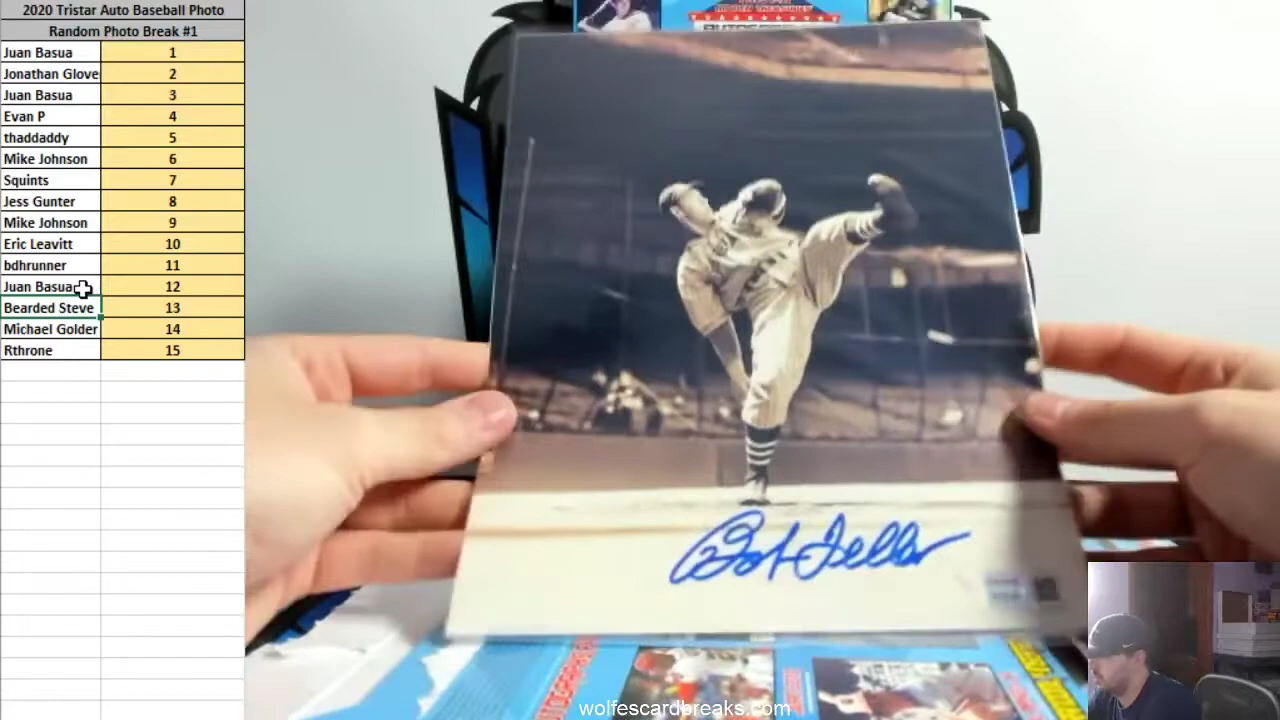 2020 Tristar Auto Baseball Photo
Random Photo Break #1
Juan Basua 1
Jonathan Glove 2
Juan Basua 3
Evan P 4
thaddaddy 5
Mike Johnson 6
Squints 7
Jess Gunter 8
Mike Johnson 9
Eric Leavitt 10
bdhrunner 11
Juan Basua 12
Bearded Steve 13
Michael Golder 14
Rthrone 15
Bob Feller
wolfescardbreaks.com